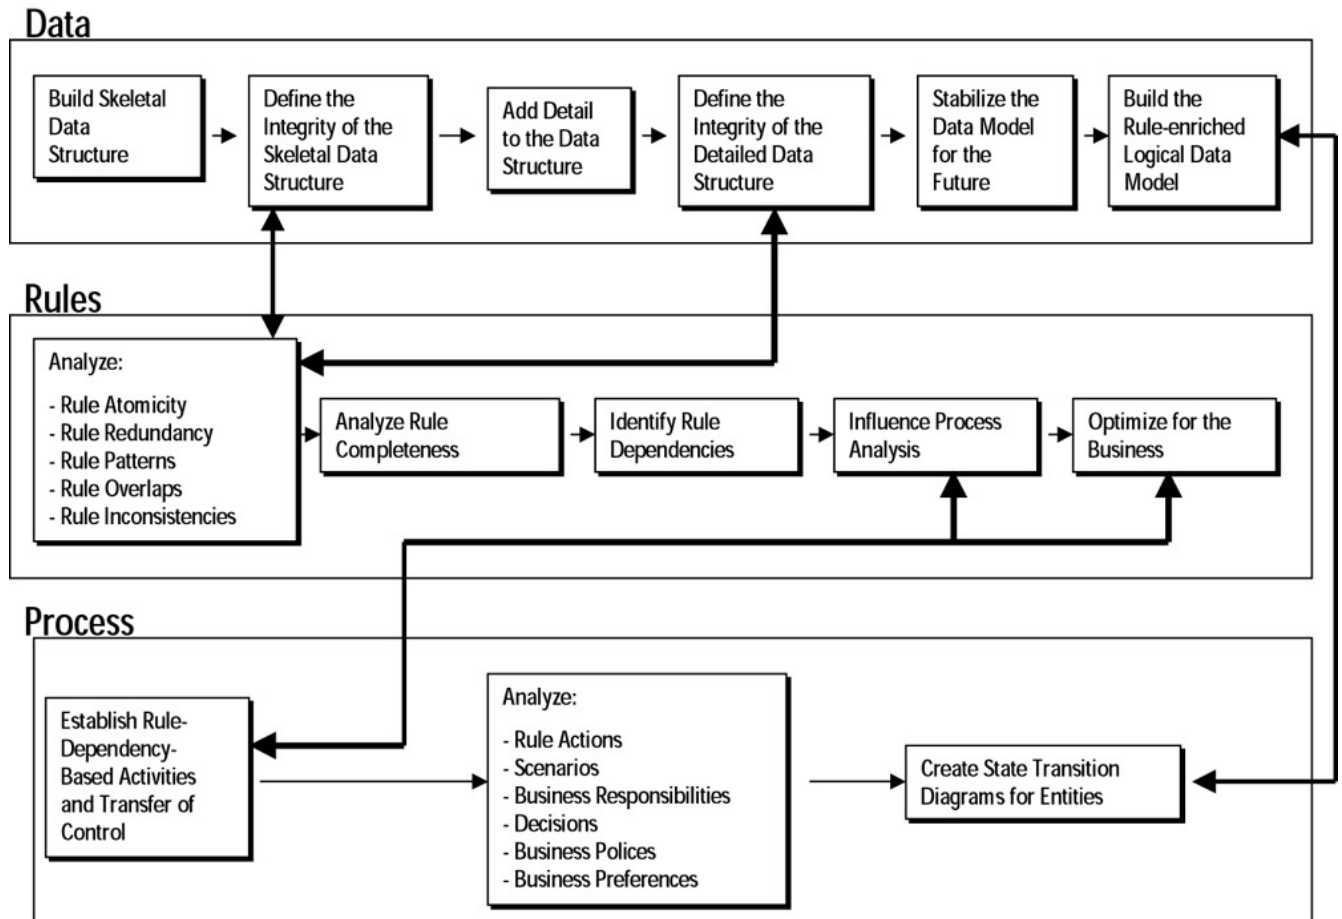 Data
Build Skeletal
Data
Structure
Define the
Integrity of the
Skeletal Data
Structure
Add Detail
to the Data
Structure
Define the
Integrity of the
Detailed Data
Structure
Stabilize the
Data Model
for the
Future
Build the
Rule-enriched
Logical Data
Model
Rules
Analyze:
- Rule Atomicity
- Rule Redundancy
- Rule Patterns
- Rule Overlaps
- Rule Inconsistencies
Analyze Rule
Completeness
Identify Rule
Dependencies
Influence Process
Analysis
Optimize for the
Business
Process
Establish Rule-
Dependency-
Based Activities
and Transfer of
Control
Analyze:
- Rule Actions
- Scenarios
- Business Responsibilities
- Decisions
- Business Polices
- Business Preferences
Create State Transition
Diagrams for Entities